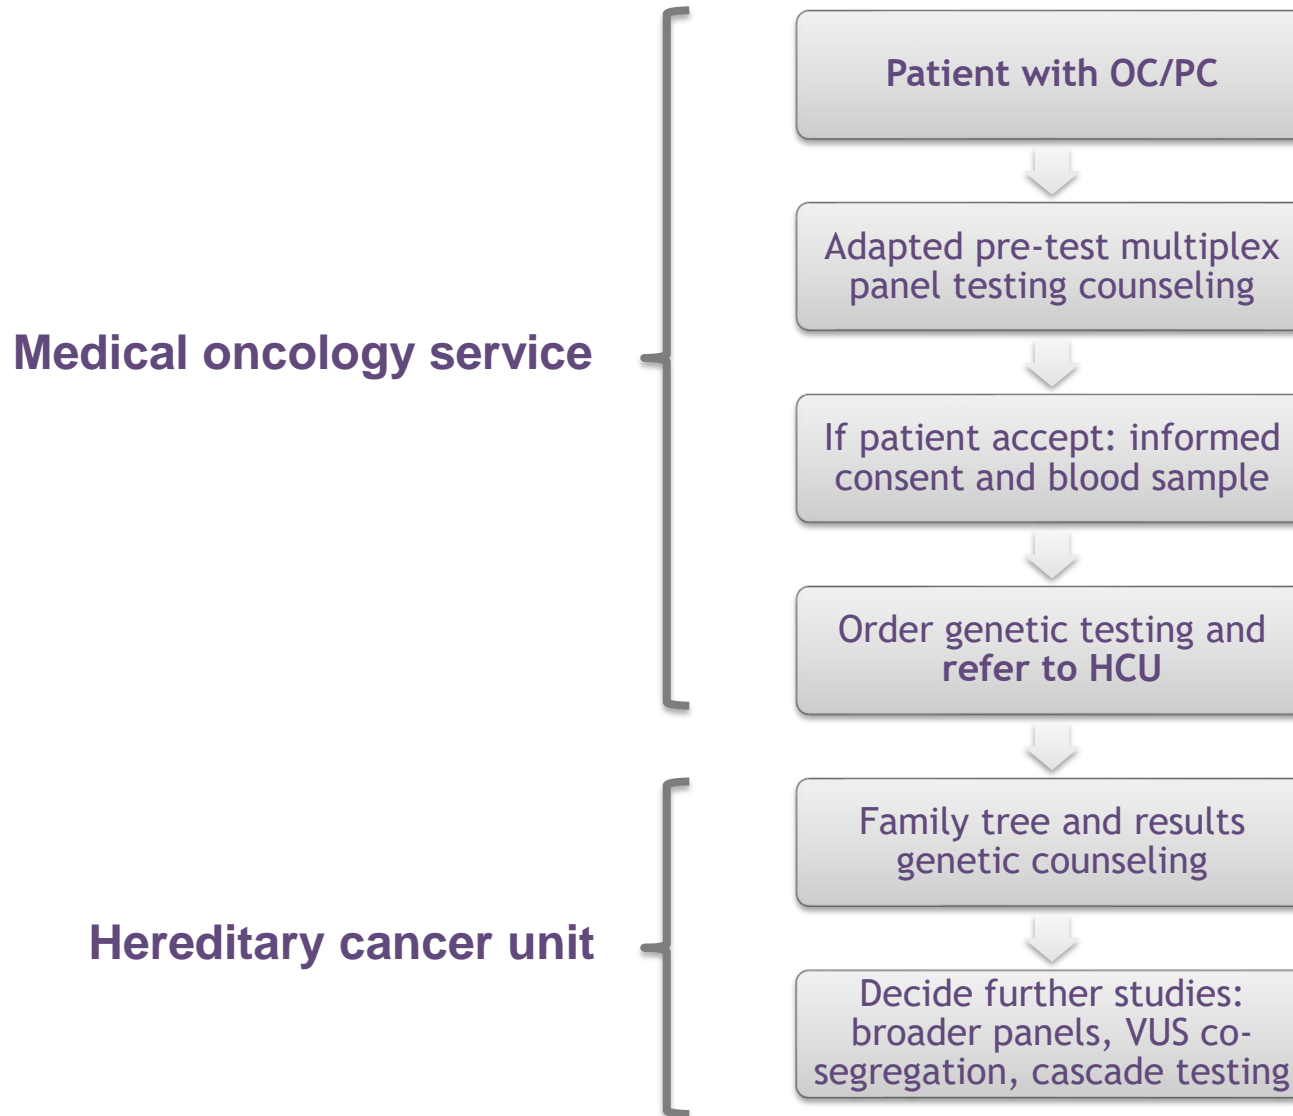 Patient with OC/PC
Adapted pre-test multiplex
panel testing counseling
Medical oncology service
If patient accept: informed
consent and blood sample
Order genetic testing and
refer to HCU
Family tree and results
genetic counseling
Hereditary cancer unit
Decide further studies:
broader panels, VUS co-
segregation, cascade testing